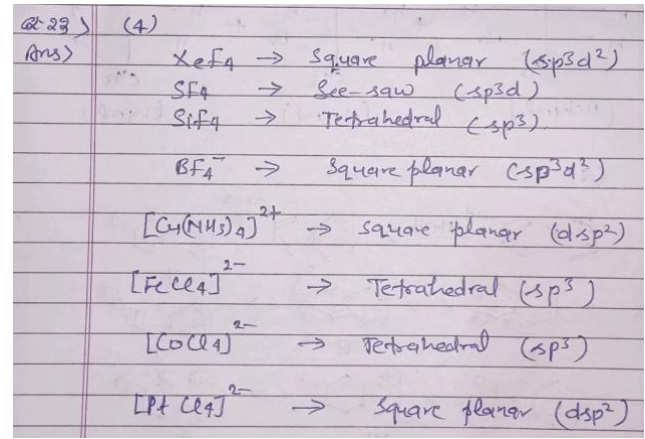 Q-29) (4)
Ans) XeF4 → Square planar (sp3d²)
SF4 → See-saw (sp3d)
SiF4 → Tetrahedral (sp³)
BF4⁻ → Square planar (sp³d²)
[Cu(NH3)4]²⁺ → square planar (dsp²)
[FeCl4]²⁻ → Tetrahedral (sp³)
[CoCl4]²⁻ → Tetrahedral (sp³)
[PtCl4]²⁻ → Square planar (dsp²)